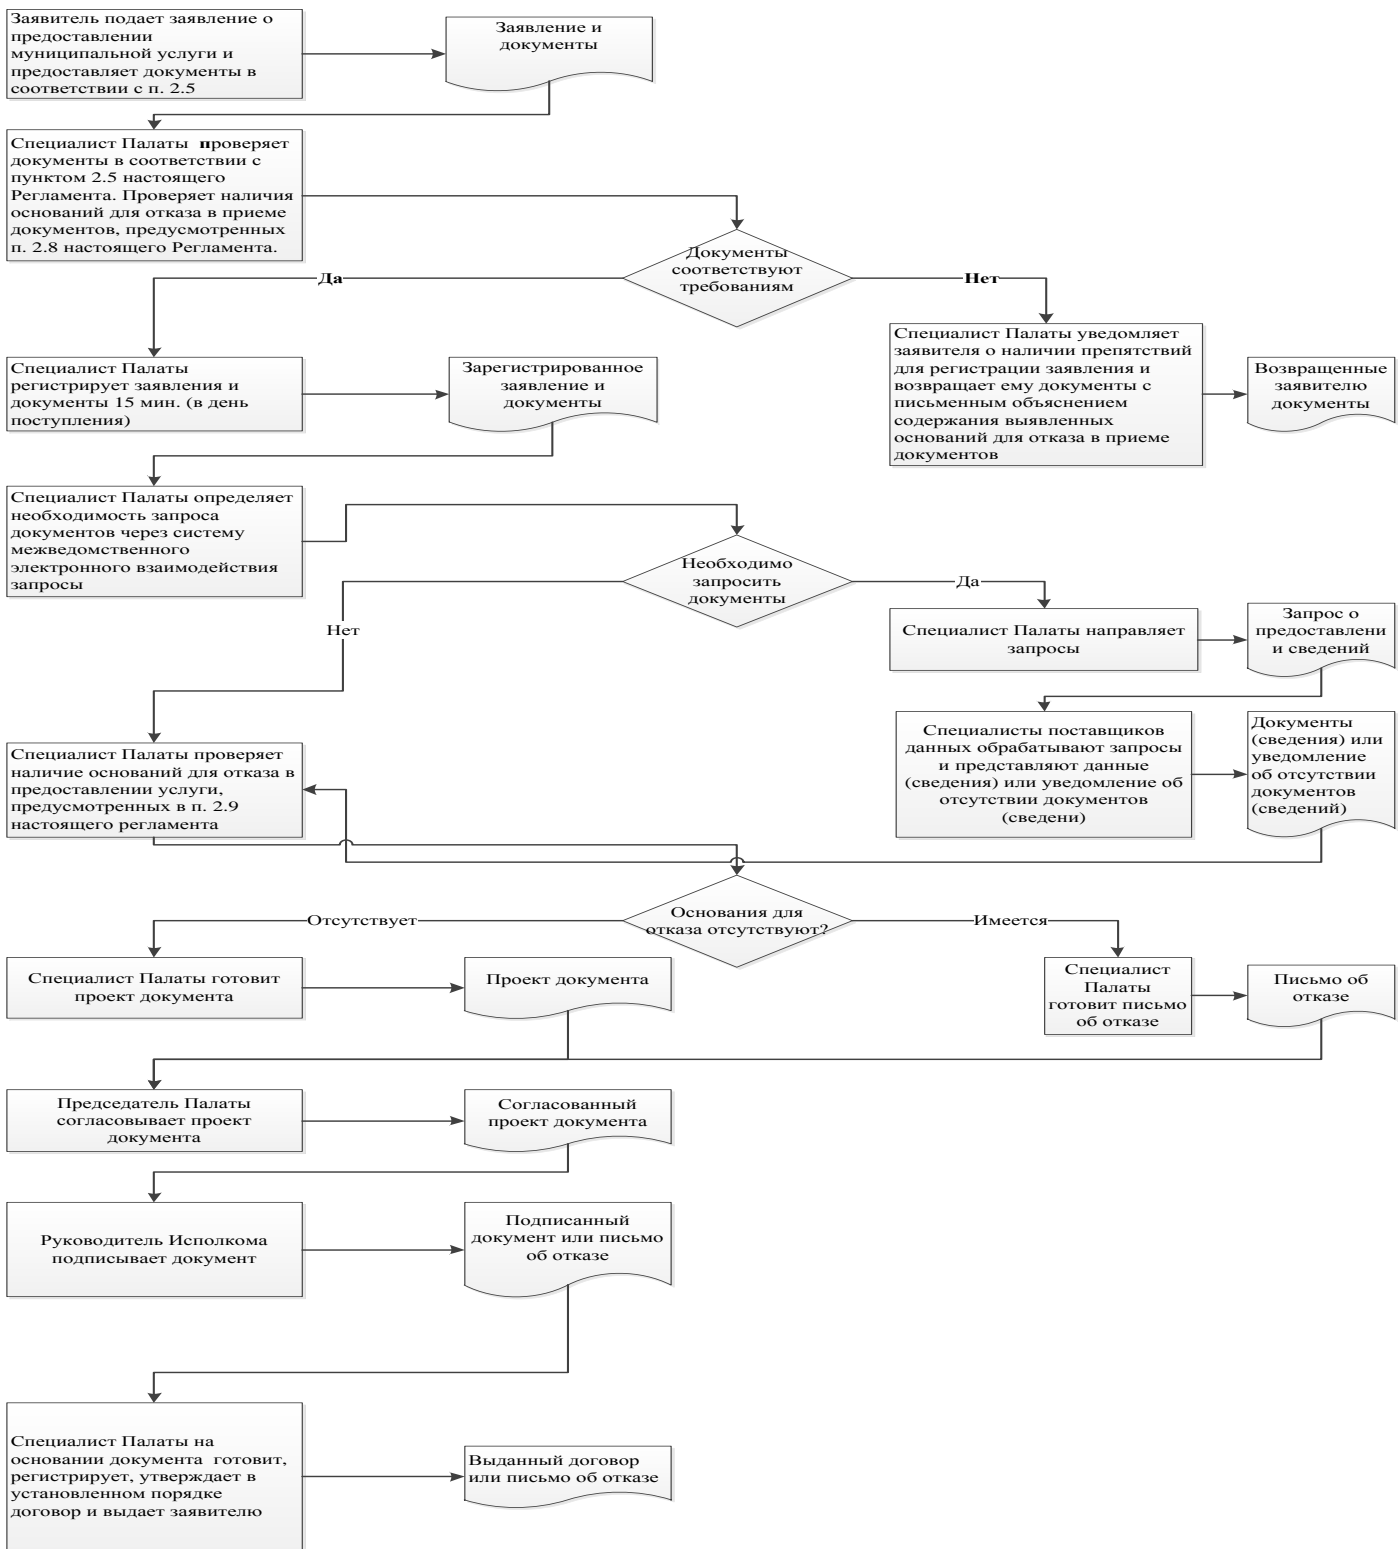 Заявитель подает заявление о
предоставлении
муниципальной услуги и
предоставляет документы в
соответствии с п. 2.5
Заявление и
документы
Специалист Палаты проверяет
документы в соответствии с
пунктом 2.5 настоящего
Регламента. Проверяет наличия
оснований для отказа в приеме
документов, предусмотренных
п. 2.8 настоящего Регламента.
Документы
соответствуют
требованиям
Да
Нет
Специалист Палаты
регистрирует заявления и
документы 15 мин. (в день
поступления)
Зарегистрированное
заявление и
документы
Специалист Палаты уведомляет
заявителя о наличии препятствий
для регистрации заявления и
возвращает ему документы с
письменным объяснением
содержания выявленных
оснований для отказа в приеме
документов
Возвращенные
заявителю
документы
Специалист Палаты определяет
необходимость запроса
документов через систему
межведомственного
электронного взаимодействия
запросы
Необходимо
запросить
документы
Да
Нет
Специалист Палаты направляет
запросы
Запрос о
предоставлени
и сведений
Специалисты поставщиков
данных обрабатывают запросы
и представляют данные
(сведения) или уведомление об
отсутствии документов
(сведени)
Документы
(сведения) или
уведомление
об отсутствии
документов
(сведений)
Специалист Палаты проверяет
наличие оснований для отказа в
предоставлении услуги,
предусмотренных в п. 2.9
настоящего регламента
Основания для
отказа отсутствуют?
Отсутствует
Имеется
Специалист Палаты готовит
проект документа
Проект документа
Специалист
Палаты
готовит письмо
об отказе
Письмо об
отказе
Председатель Палаты
согласовывает проект
документа
Согласованный
проект документа
Руководитель Исполкома
подписывает документ
Подписанный
документ или письмо
об отказе
Специалист Палаты на
основании документа готовит,
регистрирует, утверждает в
установленном порядке
договор и выдает заявителю
Выданный договор
или письмо об отказе